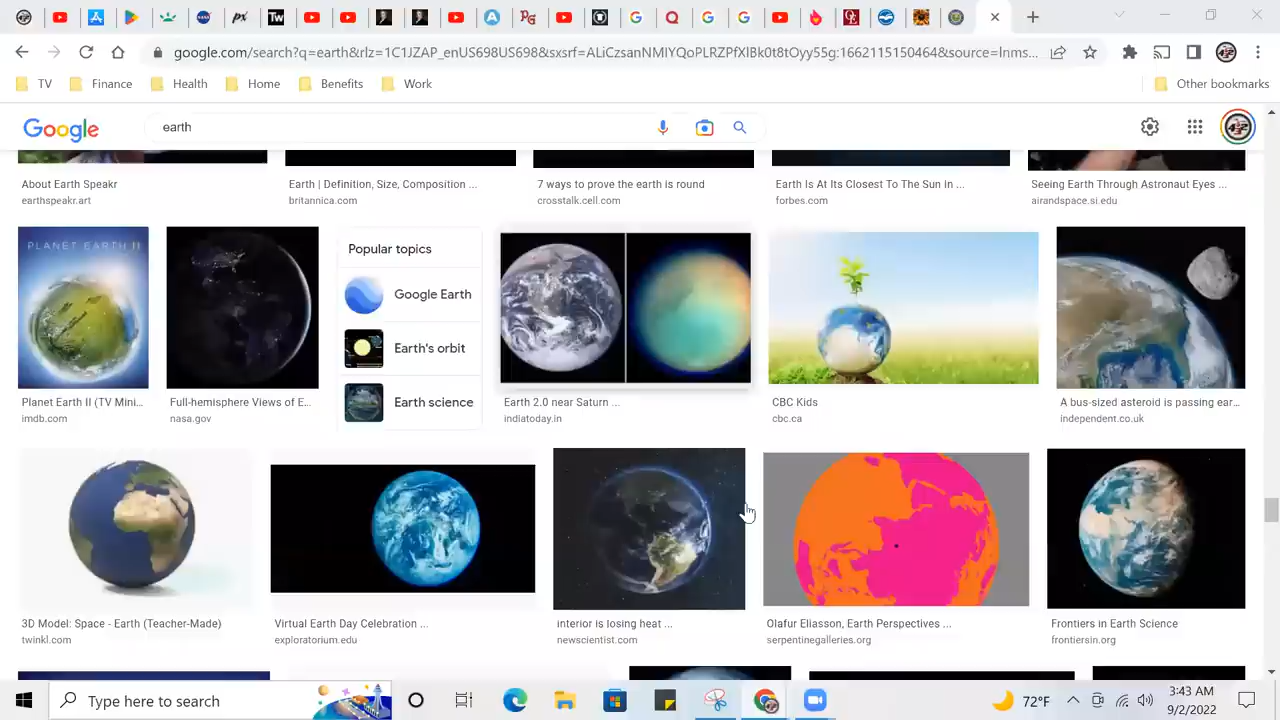 google.com/search?q=earth&rlz=1C1JZAP_enUS698US698&sxsrf=ALiCzsanNMIYQoPLRZPfXlBk0t8tOyy55g:1662115150464&source=lnms...
TV Finance Health Home Benefits Work Other bookmarks
Google earth
About Earth Speakr
earthspeakr.art
Earth | Definition, Size, Composition ...
britannica.com
7 ways to prove the earth is round
crosstalk.cell.com
Earth Is At Its Closest To The Sun In ...
forbes.com
Seeing Earth Through Astronaut Eyes ...
airandspace.si.edu
PLANET EARTH II
Planet Earth II (TV Mini...
imdb.com
Full-hemisphere Views of E...
nasa.gov
Popular topics
Google Earth
Earth's orbit
Earth science
Earth 2.0 near Saturn ...
indiatoday.in
CBC Kids
cbc.ca
A bus-sized asteroid is passing ear...
independent.co.uk
3D Model: Space - Earth (Teacher-Made)
twinkl.com
Virtual Earth Day Celebration ...
exploratorium.edu
interior is losing heat ...
newscientist.com
Olafur Eliasson, Earth Perspectives ...
serpentinegalleries.org
Frontiers in Earth Science
frontiersin.org
Type here to search
72°F
3:43 AM
9/2/2022